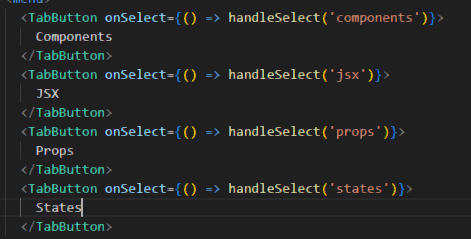 <menu>
<TabButton onSelect={() => handleSelect('components')}>
Components
</TabButton>
<TabButton onSelect={() => handleSelect('jsx')}>
JSX
</TabButton>
<TabButton onSelect={() => handleSelect('props')}>
Props
</TabButton>
<TabButton onSelect={() => handleSelect('states')}>
States
</TabButton>